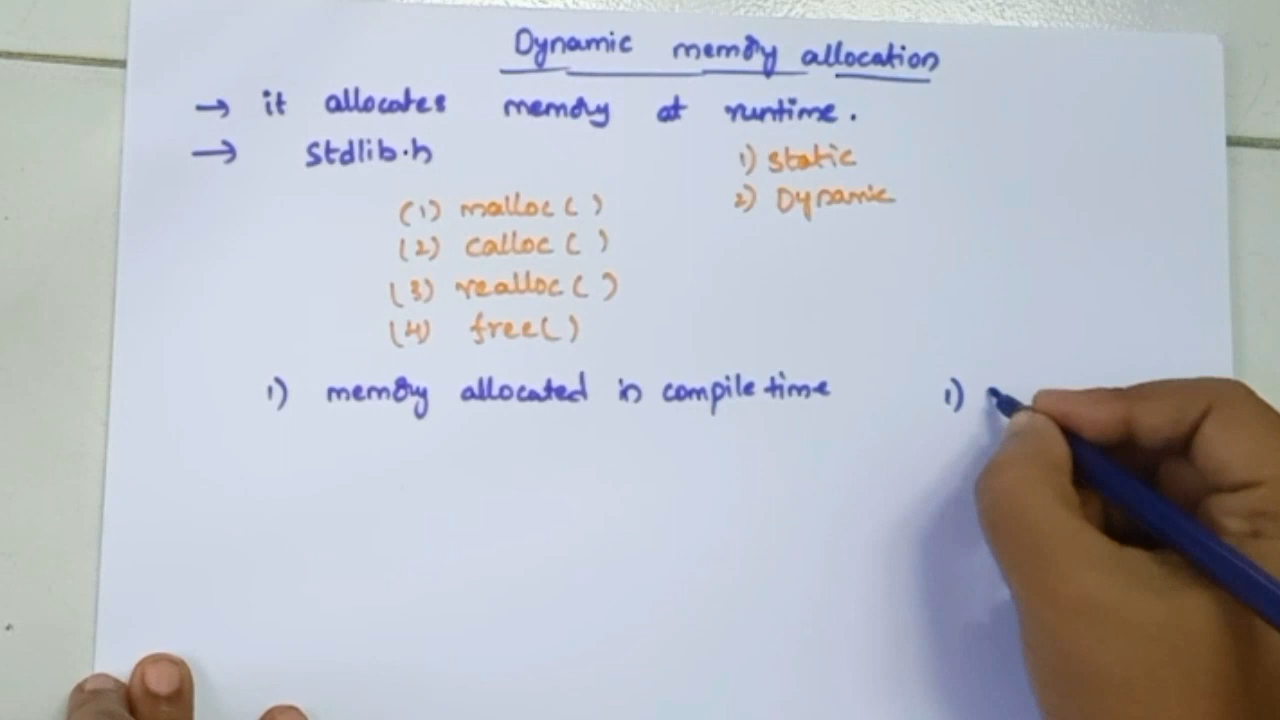 Dynamic memory allocation
→ it allocates memory at runtime.
→ stdlib.h
1) static
2) Dynamic
(1) malloc( )
(2) calloc( )
(3) realloc( )
(4) free( )
1) memory allocated in compile time
1)